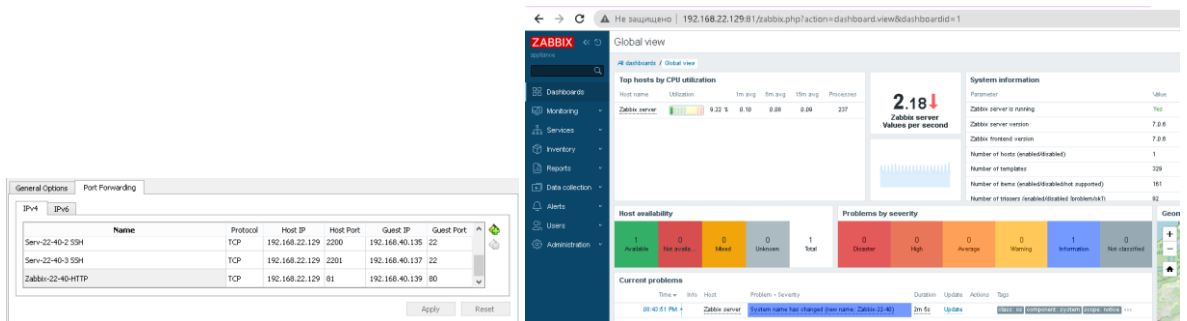 General Options Port Forwarding
IPv4 IPv6
Name Protocol Host IP Host Port Guest IP Guest Port
Serv-22-40-2 SSH TCP 192.168.22.129 2200 192.168.40.135 22
Serv-22-40-3 SSH TCP 192.168.22.129 2201 192.168.40.137 22
Zabbix-22-40-HTTP TCP 192.168.22.129 81 192.168.40.139 80
Apply Reset
Не защищено 192.168.22.129:81/zabbix.php?action=dashboard.view&dashboardid=1
ZABBIX
appliance
Dashboards
Monitoring
Services
Inventory
Reports
Data collection
Alerts
Users
Administration
Global view
All dashboards / Global view
Top hosts by CPU utilization
Host name Utilization 1m avg 5m avg 15m avg Processes
Zabbix server 9.22 % 0.10 0.08 0.09 237
2.18
Zabbix server
Values per second
System information
Parameter Value
Zabbix server is running Yes
Zabbix server version 7.0.6
Zabbix frontend version 7.0.6
Number of hosts (enabled/disabled) 1
Number of templates 329
Number of items (enabled/disabled/not supported) 161
Number of triggers (enabled/disabled [problem/ok]) 92
Host availability
1 Available
0 Not availa...
0 Mixed
0 Unknown
1 Total
Problems by severity
0 Disaster
0 High
0 Average
0 Warning
1 Information
0 Not classified
Geom
Current problems
Time Info Host Problem • Severity Duration Update Actions Tags
08:40:51 PM Zabbix server System name has changed (new name: Zabbix-22-40) 2m 6s Update class: os component: system scope: notice ...